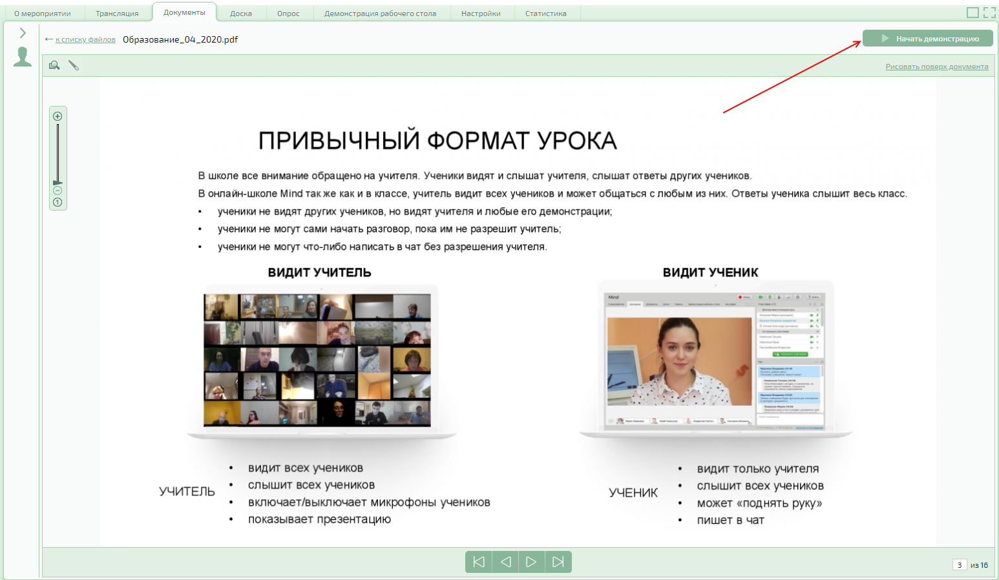 О мероприятии Трансляция Документы Доска Опрос Демонстрация рабочего стола Настройки Статистика
← к списку файлов Образование_04_2020.pdf Начать демонстрацию
Рисовать поверх документа
ПРИВЫЧНЫЙ ФОРМАТ УРОКА
В школе все внимание обращено на учителя. Ученики видят и слышат учителя, слышат ответы других учеников.
В онлайн-школе Mind так же как и в классе, учитель видит всех учеников и может общаться с любым из них. Ответы ученика слышит весь класс.
• ученики не видят других учеников, но видят учителя и любые его демонстрации;
• ученики не могут сами начать разговор, пока им не разрешит учитель;
• ученики не могут что-либо написать в чат без разрешения учителя.
1
ВИДИТ УЧИТЕЛЬ
ВИДИТ УЧЕНИК
Mind
УЧИТЕЛЬ
• видит всех учеников
• слышит всех учеников
• включает/выключает микрофоны учеников
• показывает презентацию
УЧЕНИК
• видит только учителя
• слышит всех учеников
• может «поднять руку»
• пишет в чат
3 из 16